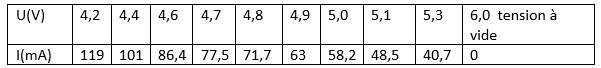 U(V) 4,2 4,4 4,6 4,7 4,8 4,9 5,0 5,1 5,3 6,0 tension à
vide
I(mA) 119 101 86,4 77,5 71,7 63 58,2 48,5 40,7 0